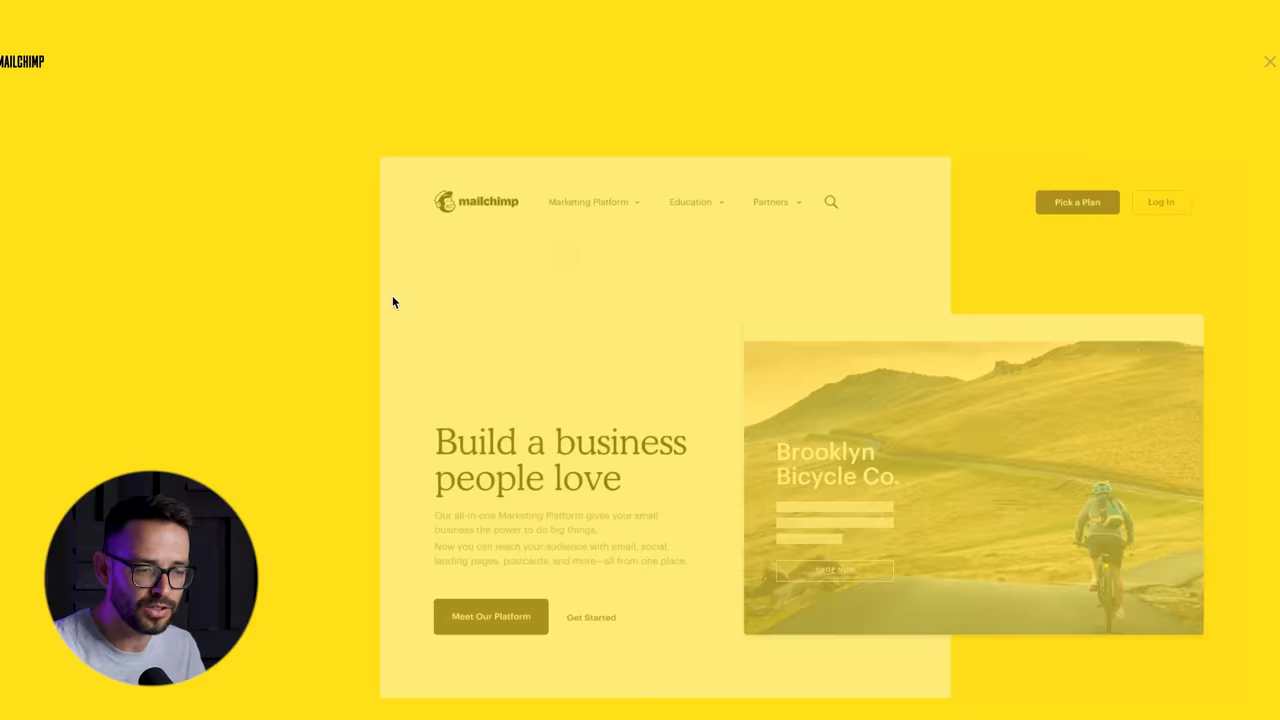 MAILCHIMP
mailchimp Marketing Platform Education Partners Pick a Plan Log In
Build a business
people love
Our all-in-one Marketing Platform gives your small
business the power to do big things.
Now you can reach your audience with email, social,
landing pages, postcards, and more—all from one place.
Meet Our Platform Get Started
Brooklyn
Bicycle Co.
SHOP NOW